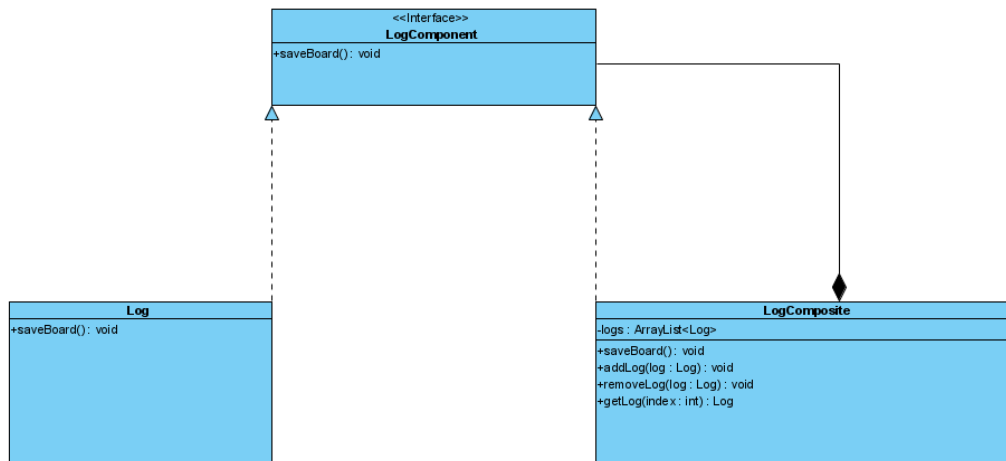 <<Interface>>
LogComponent
+saveBoard() : void
Log
+saveBoard() : void
LogComposite
-logs : ArrayList<Log>
+saveBoard() : void
+addLog(log : Log) : void
+removeLog(log : Log) : void
+getLog(index : int) : Log